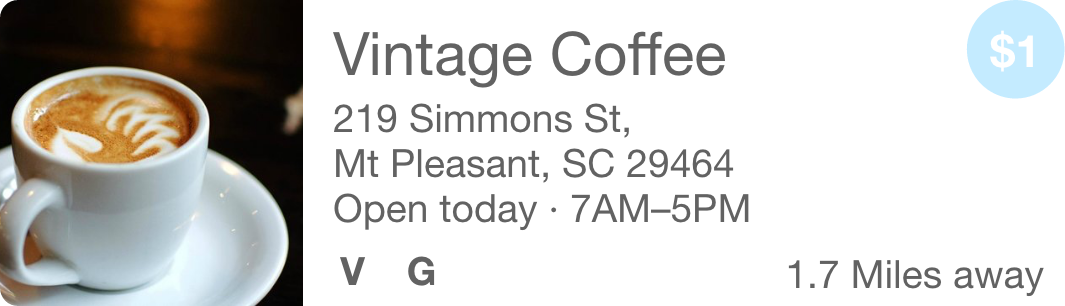 Vintage Coffee
$1
219 Simmons St,
Mt Pleasant, SC 29464
Open today · 7AM–5PM
V G
1.7 Miles away